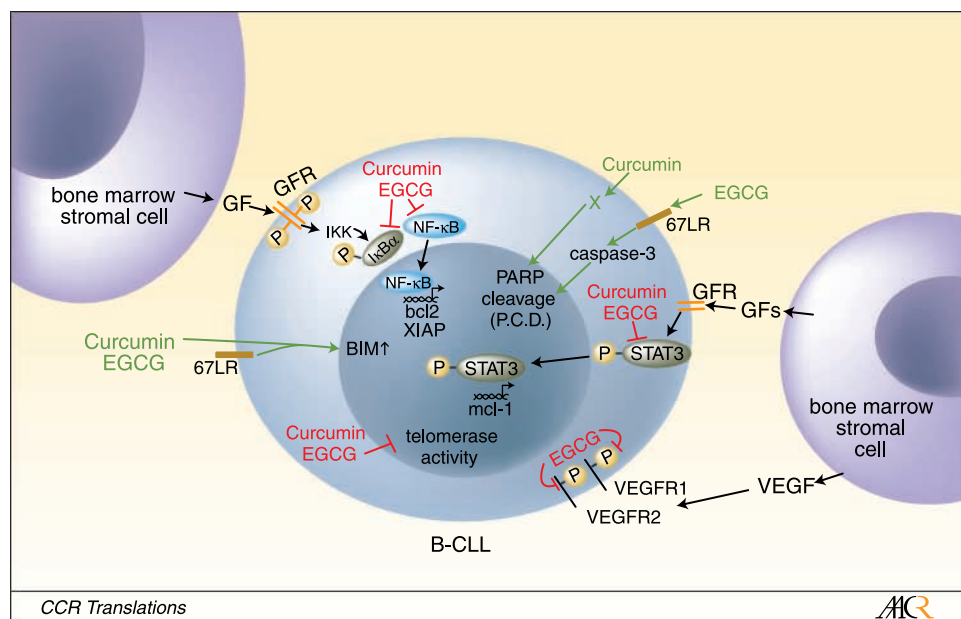 bone marrow
stromal cell
GF
GFR
P
P
IKK
P
IκBα
Curcumin
EGCG
NF-κB
NF-κB
bcl2
XIAP
Curcumin
X
EGCG
67LR
caspase-3
PARP
cleavage
(P.C.D.)
Curcumin
EGCG
GFR
GFs
P
STAT3
P
STAT3
mcl-1
Curcumin
EGCG
67LR
BIM↑
Curcumin
EGCG
telomerase
activity
EGCG
P
P
VEGFR1
VEGFR2
VEGF
bone marrow
stromal
cell
B-CLL
CCR Translations
AACR